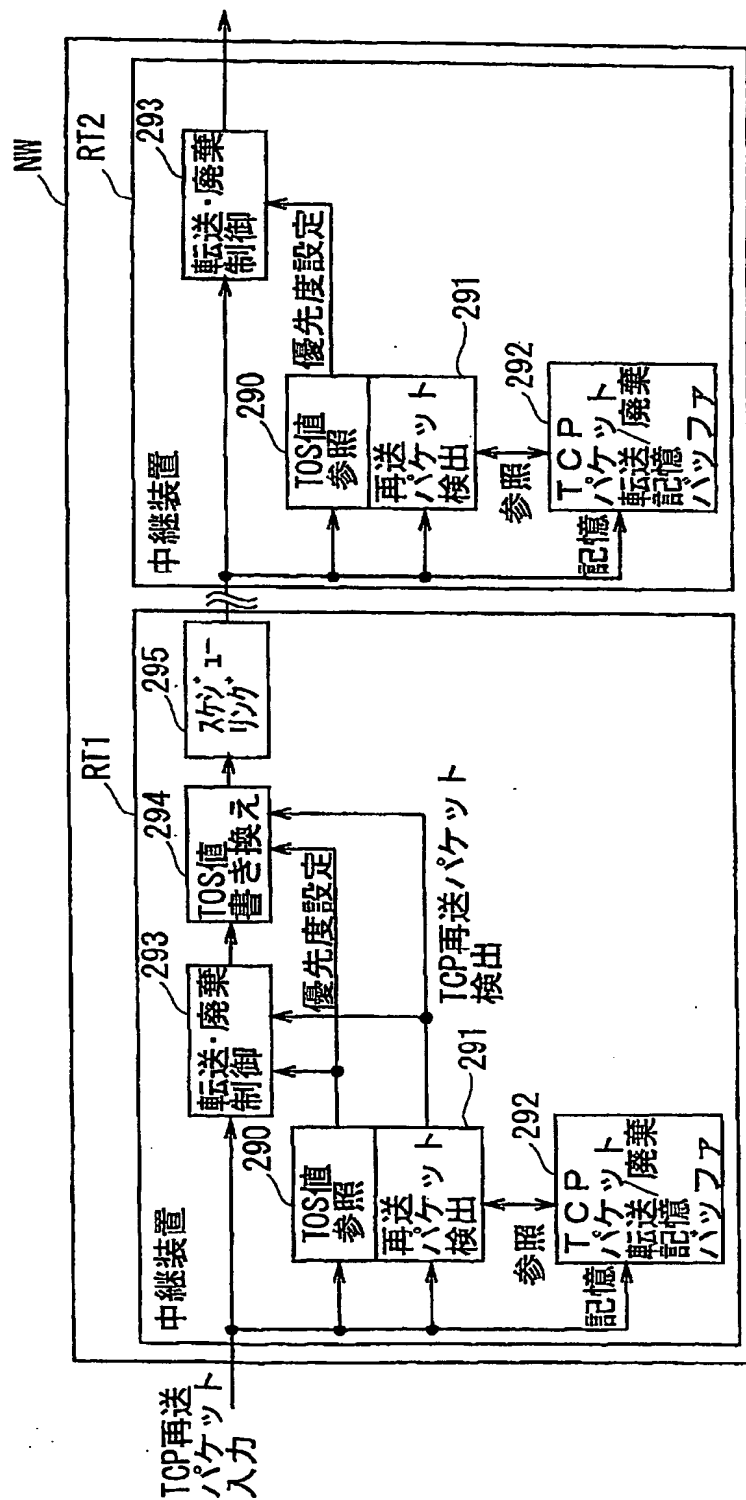 NW
RT1
RT2
TCP再送
パケット
入力
中継装置
290
TOS値
参照
再送
パケット
検出
291
参照
記憶
292
TCP
パケット
転送/廃棄
記憶
バッファ
293
転送・廃棄
制御
優先度設定
TCP再送パケット
検出
294
TOS値
書き換え
295
スケジュー
リング
中継装置
290
TOS値
参照
再送
パケット
検出
291
参照
記憶
292
TCP
パケット
転送/廃棄
記憶
バッファ
優先度設定
293
転送・廃棄
制御